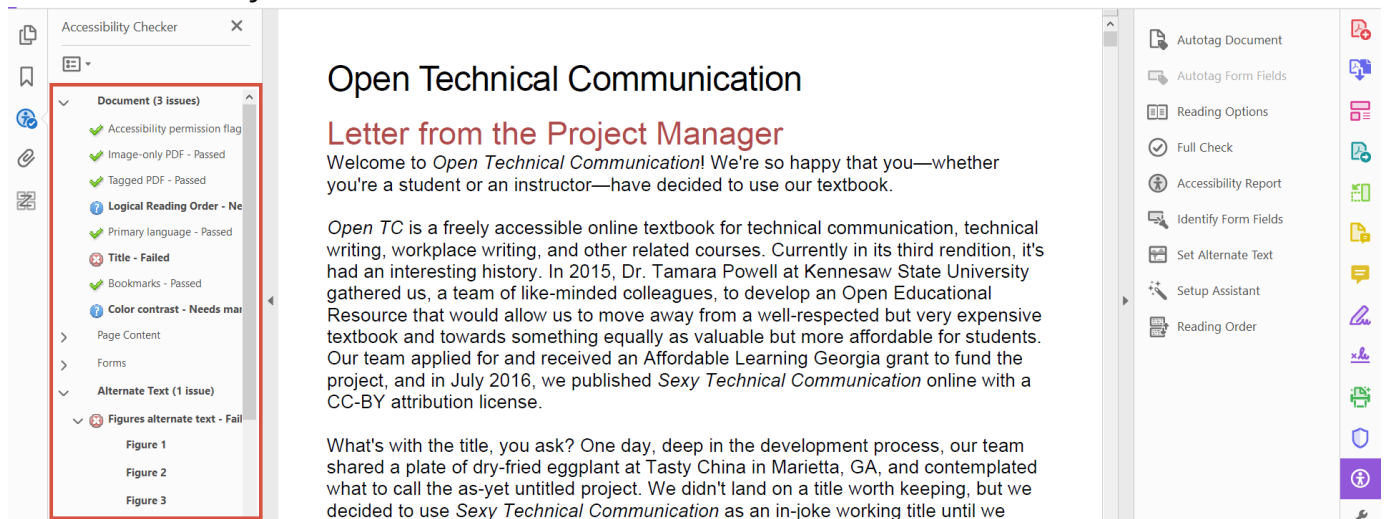 Accessibility Checker
Document (3 issues)
Accessibility permission flag
Image-only PDF - Passed
Tagged PDF - Passed
Logical Reading Order - Ne
Primary language - Passed
Title - Failed
Bookmarks - Passed
Color contrast - Needs mar
Page Content
Forms
Alternate Text (1 issue)
Figures alternate text - Fail
Figure 1
Figure 2
Figure 3
Open Technical Communication
Letter from the Project Manager
Welcome to Open Technical Communication! We're so happy that you—whether
you're a student or an instructor—have decided to use our textbook.
Open TC is a freely accessible online textbook for technical communication, technical
writing, workplace writing, and other related courses. Currently in its third rendition, it's
had an interesting history. In 2015, Dr. Tamara Powell at Kennesaw State University
gathered us, a team of like-minded colleagues, to develop an Open Educational
Resource that would allow us to move away from a well-respected but very expensive
textbook and towards something equally as valuable but more affordable for students.
Our team applied for and received an Affordable Learning Georgia grant to fund the
project, and in July 2016, we published Sexy Technical Communication online with a
CC-BY attribution license.
What's with the title, you ask? One day, deep in the development process, our team
shared a plate of dry-fried eggplant at Tasty China in Marietta, GA, and contemplated
what to call the as-yet untitled project. We didn't land on a title worth keeping, but we
decided to use Sexy Technical Communication as an in-joke working title until we
Autotag Document
Autotag Form Fields
Reading Options
Full Check
Accessibility Report
Identify Form Fields
Set Alternate Text
Setup Assistant
Reading Order